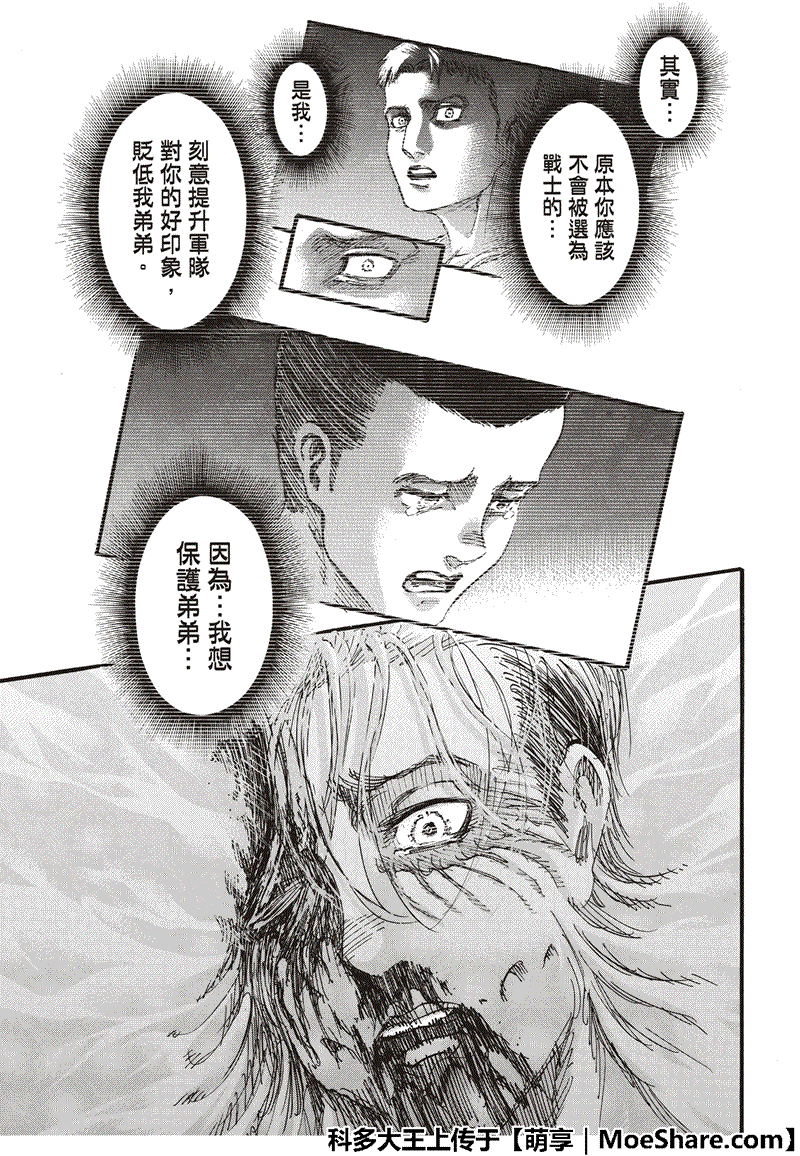 其實…
原本你應該
不會被選為
戰士的…
是我…
刻意提升軍隊
對你的好印象，
貶低我弟弟。
因為…我想
保護弟弟…
科多大王上传于【萌享｜MoeShare.com】